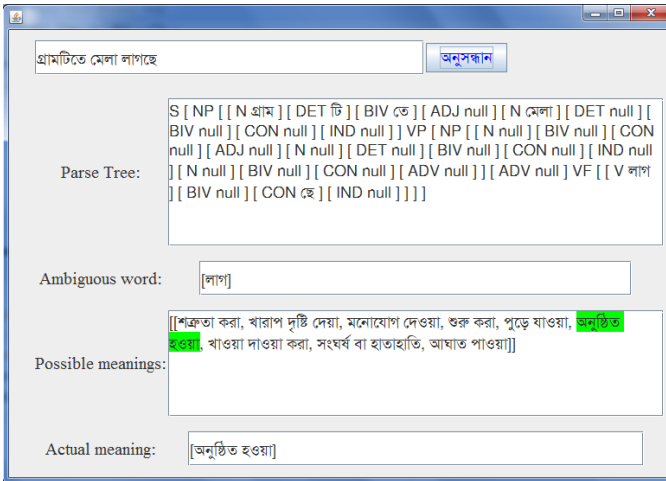 গ্রামটিতে মেলা লাগছে
অনুসন্ধান
S [ NP [ [ N গ্রাম ] [ DET টি ] [ BIV তে ] [ ADJ null ] [ N মেলা ] [ DET null ] [
BIV null ] [ CON null ] [ IND null ] ] VP [ NP [ [ N null ] [ BIV null ] [ CON
null ] [ ADJ null ] [ N null ] [ DET null ] [ BIV null ] [ CON null ] [ IND null
] [ N null ] [ BIV null ] [ CON null ] [ ADV null ] ] [ ADV null ] VF [ [ V লাগ
] [ BIV null ] [ CON ছে ] [ IND null ] ] ] ]
Parse Tree:
Ambiguous word:
[লাগ]
[[শত্রুতা করা, খারাপ দৃষ্টি দেয়া, মনোযোগ দেওয়া, শুরু করা, পুড়ে যাওয়া, অনুষ্ঠিত
হওয়া, খাওয়া দাওয়া করা, সংঘর্ষ বা হাতাহাতি, আঘাত পাওয়া]]
Possible meanings:
Actual meaning:
[অনুষ্ঠিত হওয়া]